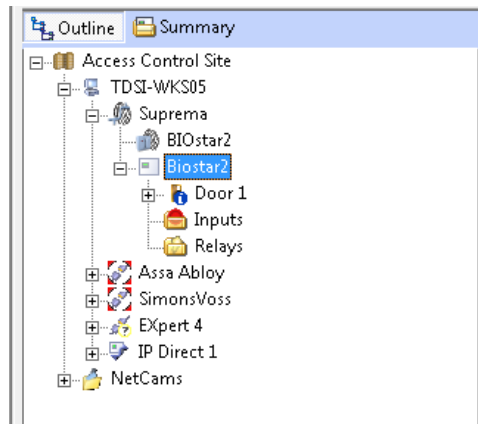 Outline Summary
Access Control Site
TDSI-WKS05
Suprema
BIOstar2
Biostar2
Door 1
Inputs
Relays
Assa Abloy
SimonsVoss
EXpert 4
IP Direct 1
NetCams